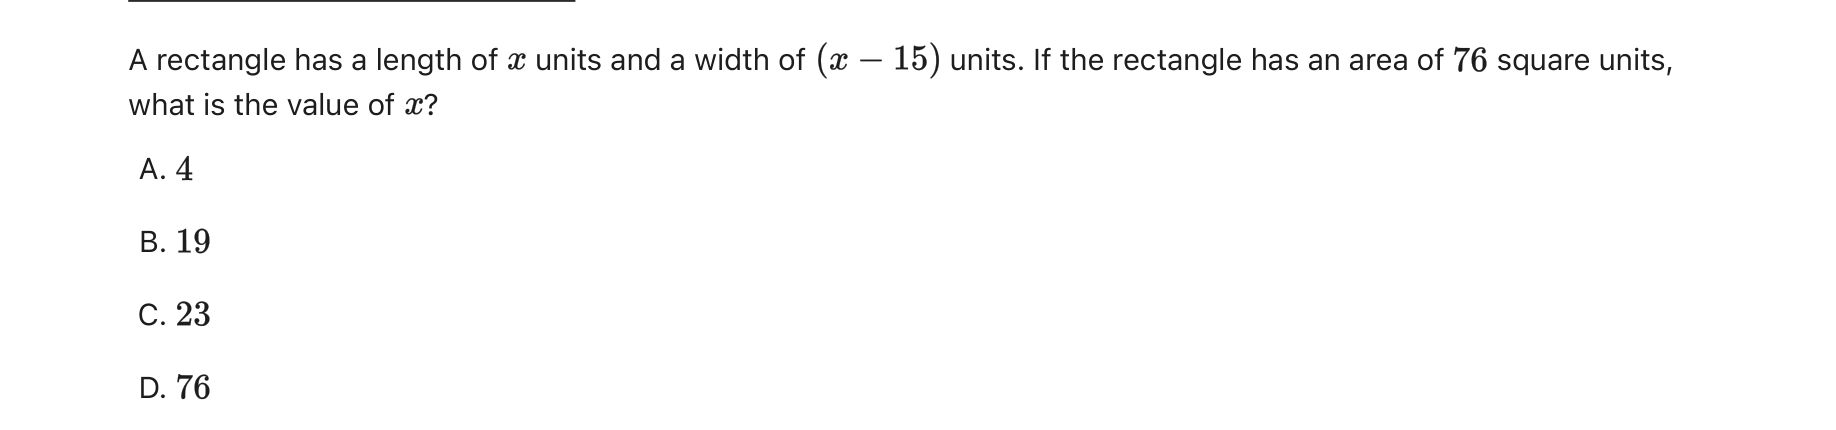 A rectangle has a length of x units and a width of (x − 15) units. If the rectangle has an area of 76 square units,
what is the value of x?
A. 4
B. 19
C. 23
D. 76